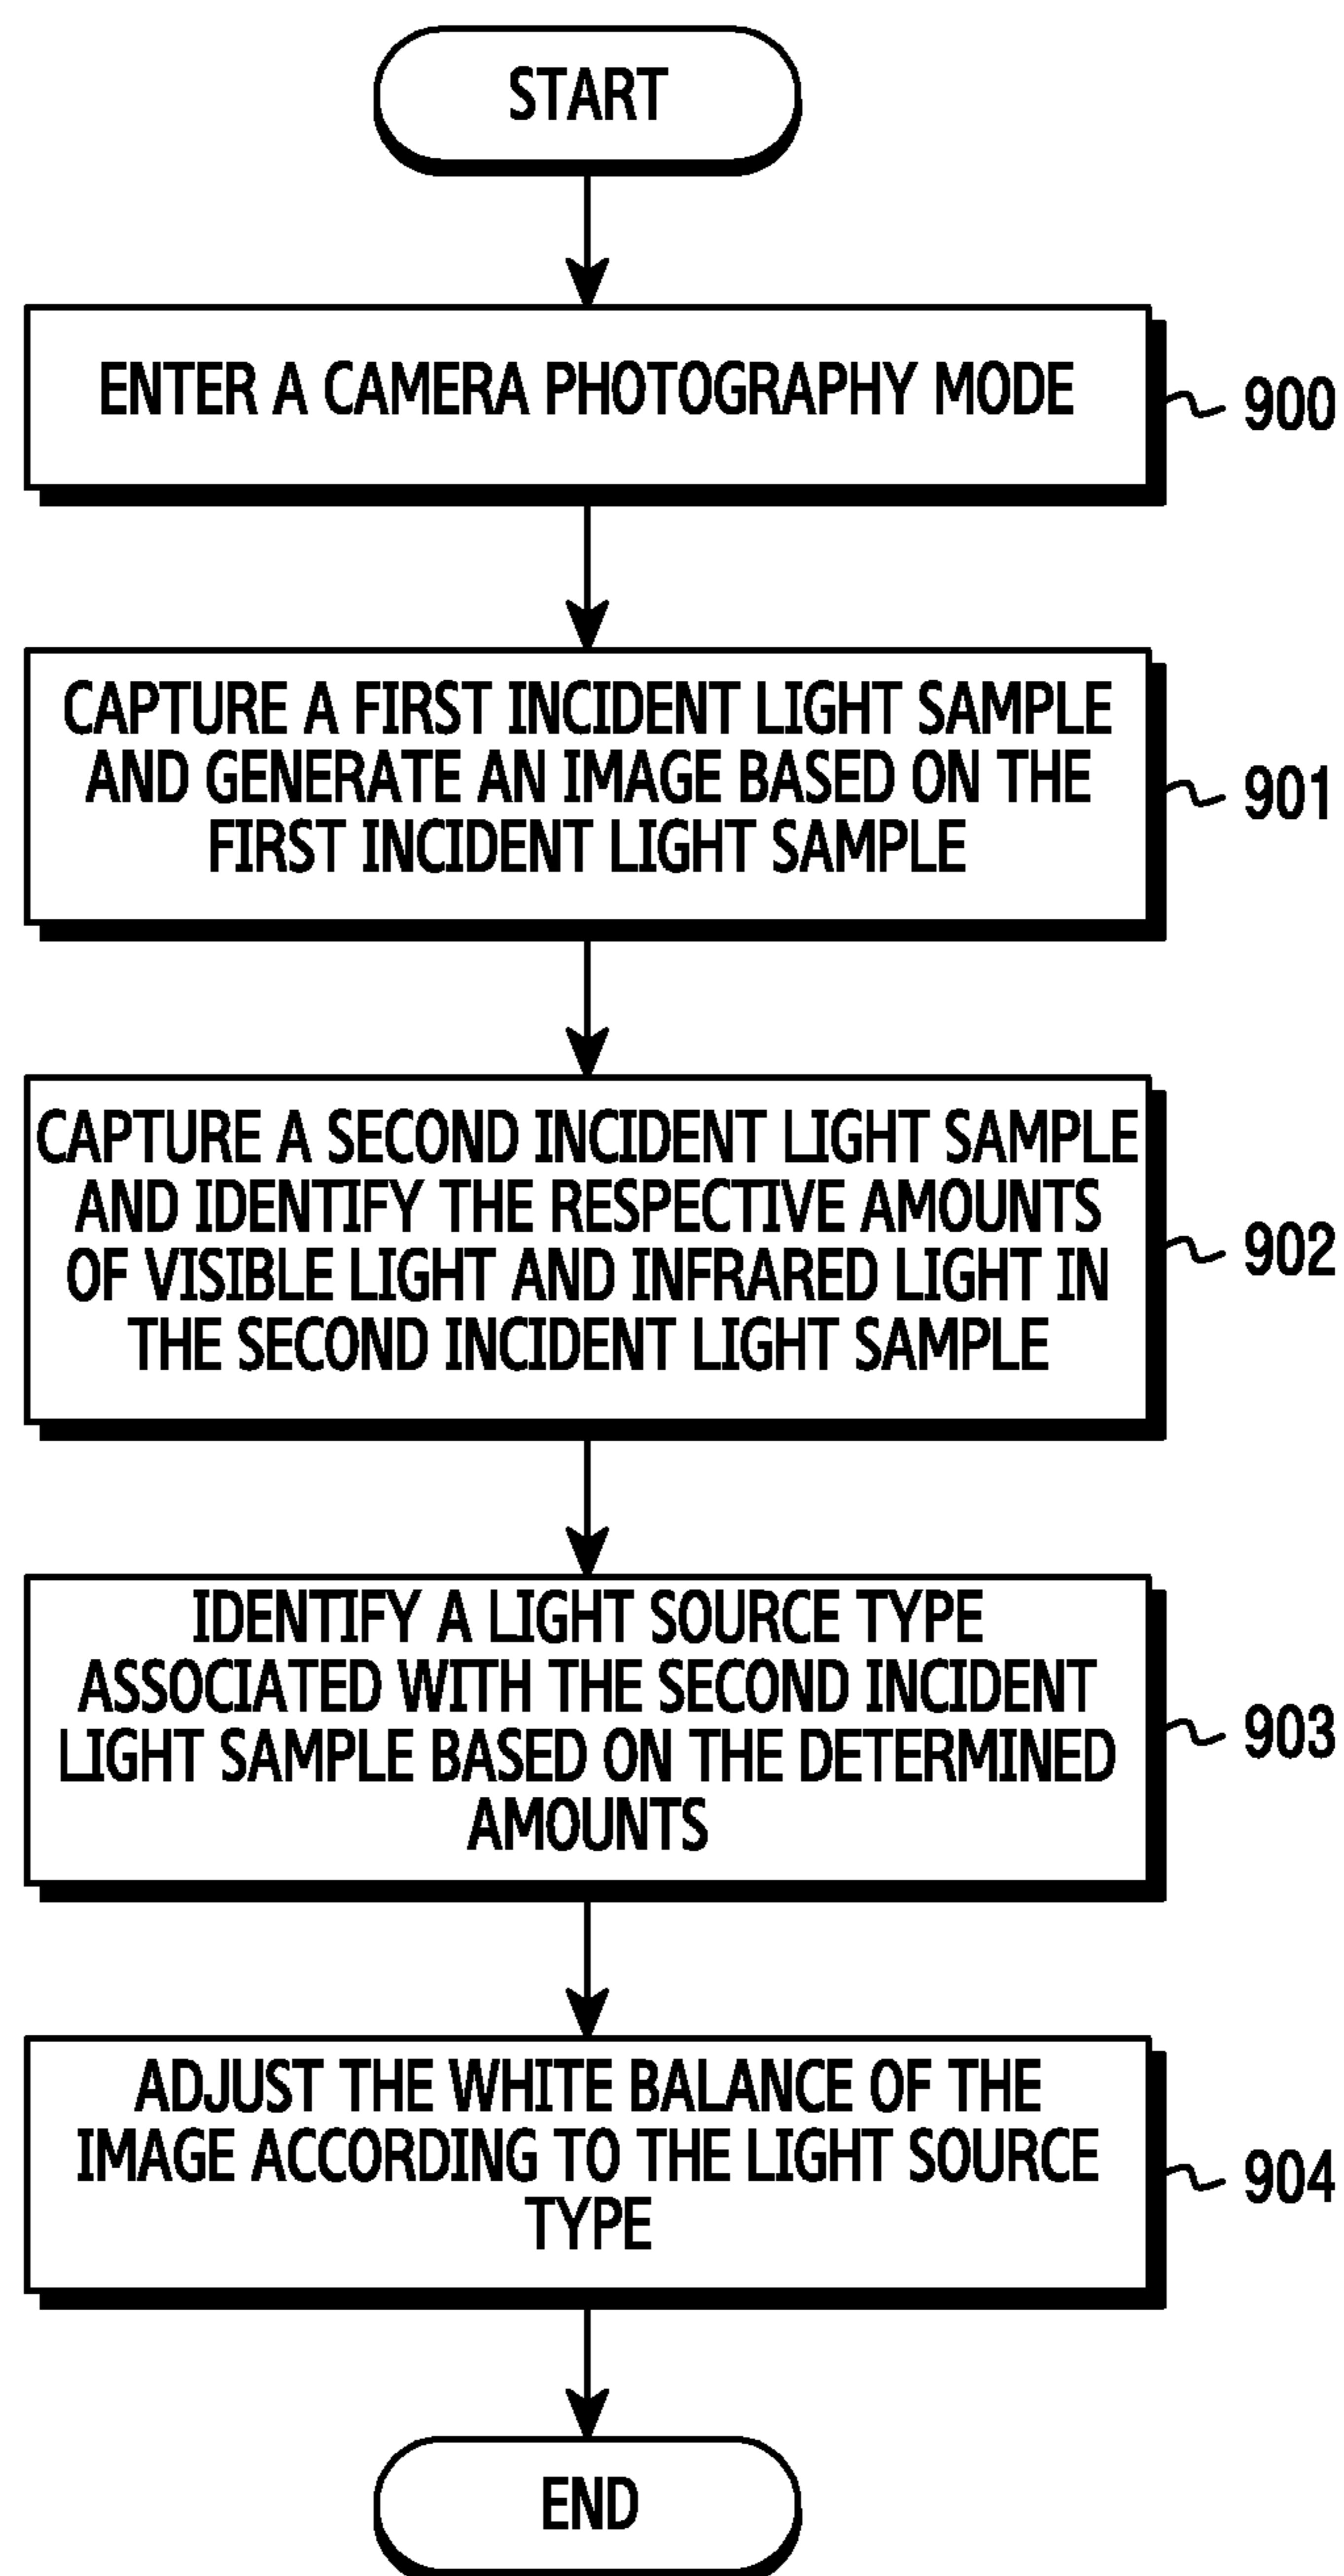 START
ENTER A CAMERA PHOTOGRAPHY MODE
900
CAPTURE A FIRST INCIDENT LIGHT SAMPLE
AND GENERATE AN IMAGE BASED ON THE
FIRST INCIDENT LIGHT SAMPLE
901
CAPTURE A SECOND INCIDENT LIGHT SAMPLE
AND IDENTIFY THE RESPECTIVE AMOUNTS
OF VISIBLE LIGHT AND INFRARED LIGHT IN
THE SECOND INCIDENT LIGHT SAMPLE
902
IDENTIFY A LIGHT SOURCE TYPE
ASSOCIATED WITH THE SECOND INCIDENT
LIGHT SAMPLE BASED ON THE DETERMINED
AMOUNTS
903
ADJUST THE WHITE BALANCE OF THE
IMAGE ACCORDING TO THE LIGHT SOURCE
TYPE
904
END